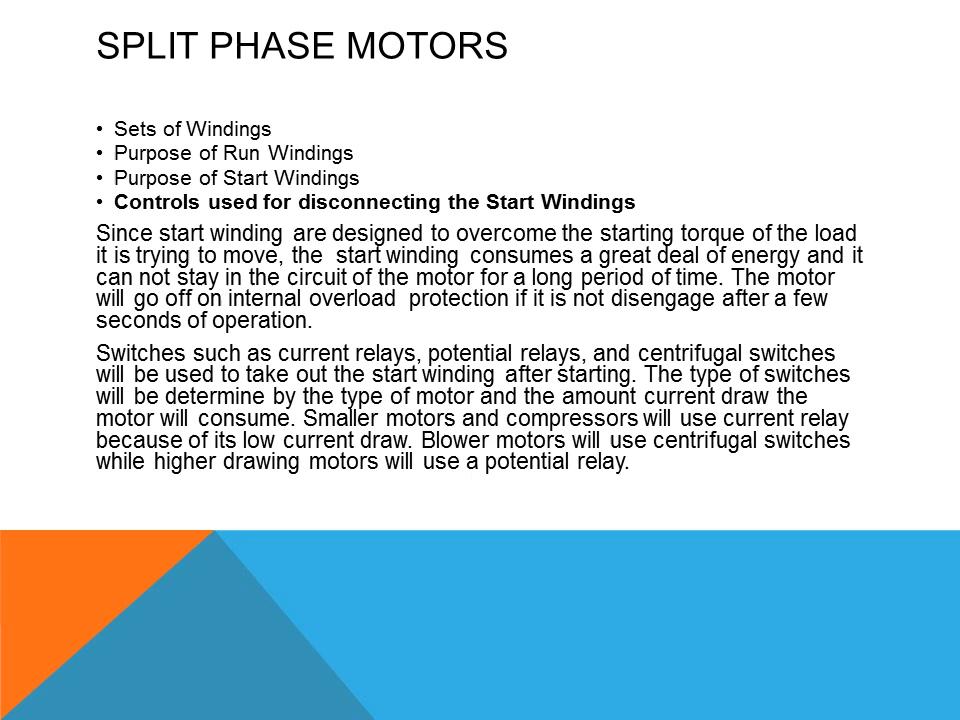 SPLIT PHASE MOTORS
• Sets of Windings
• Purpose of Run Windings
• Purpose of Start Windings
• Controls used for disconnecting the Start Windings
Since start winding are designed to overcome the starting torque of the load
it is trying to move, the start winding consumes a great deal of energy and it
can not stay in the circuit of the motor for a long period of time. The motor
will go off on internal overload protection if it is not disengage after a few
seconds of operation.
Switches such as current relays, potential relays, and centrifugal switches
will be used to take out the start winding after starting. The type of switches
will be determine by the type of motor and the amount current draw the
motor will consume. Smaller motors and compressors will use current relay
because of its low current draw. Blower motors will use centrifugal switches
while higher drawing motors will use a potential relay.